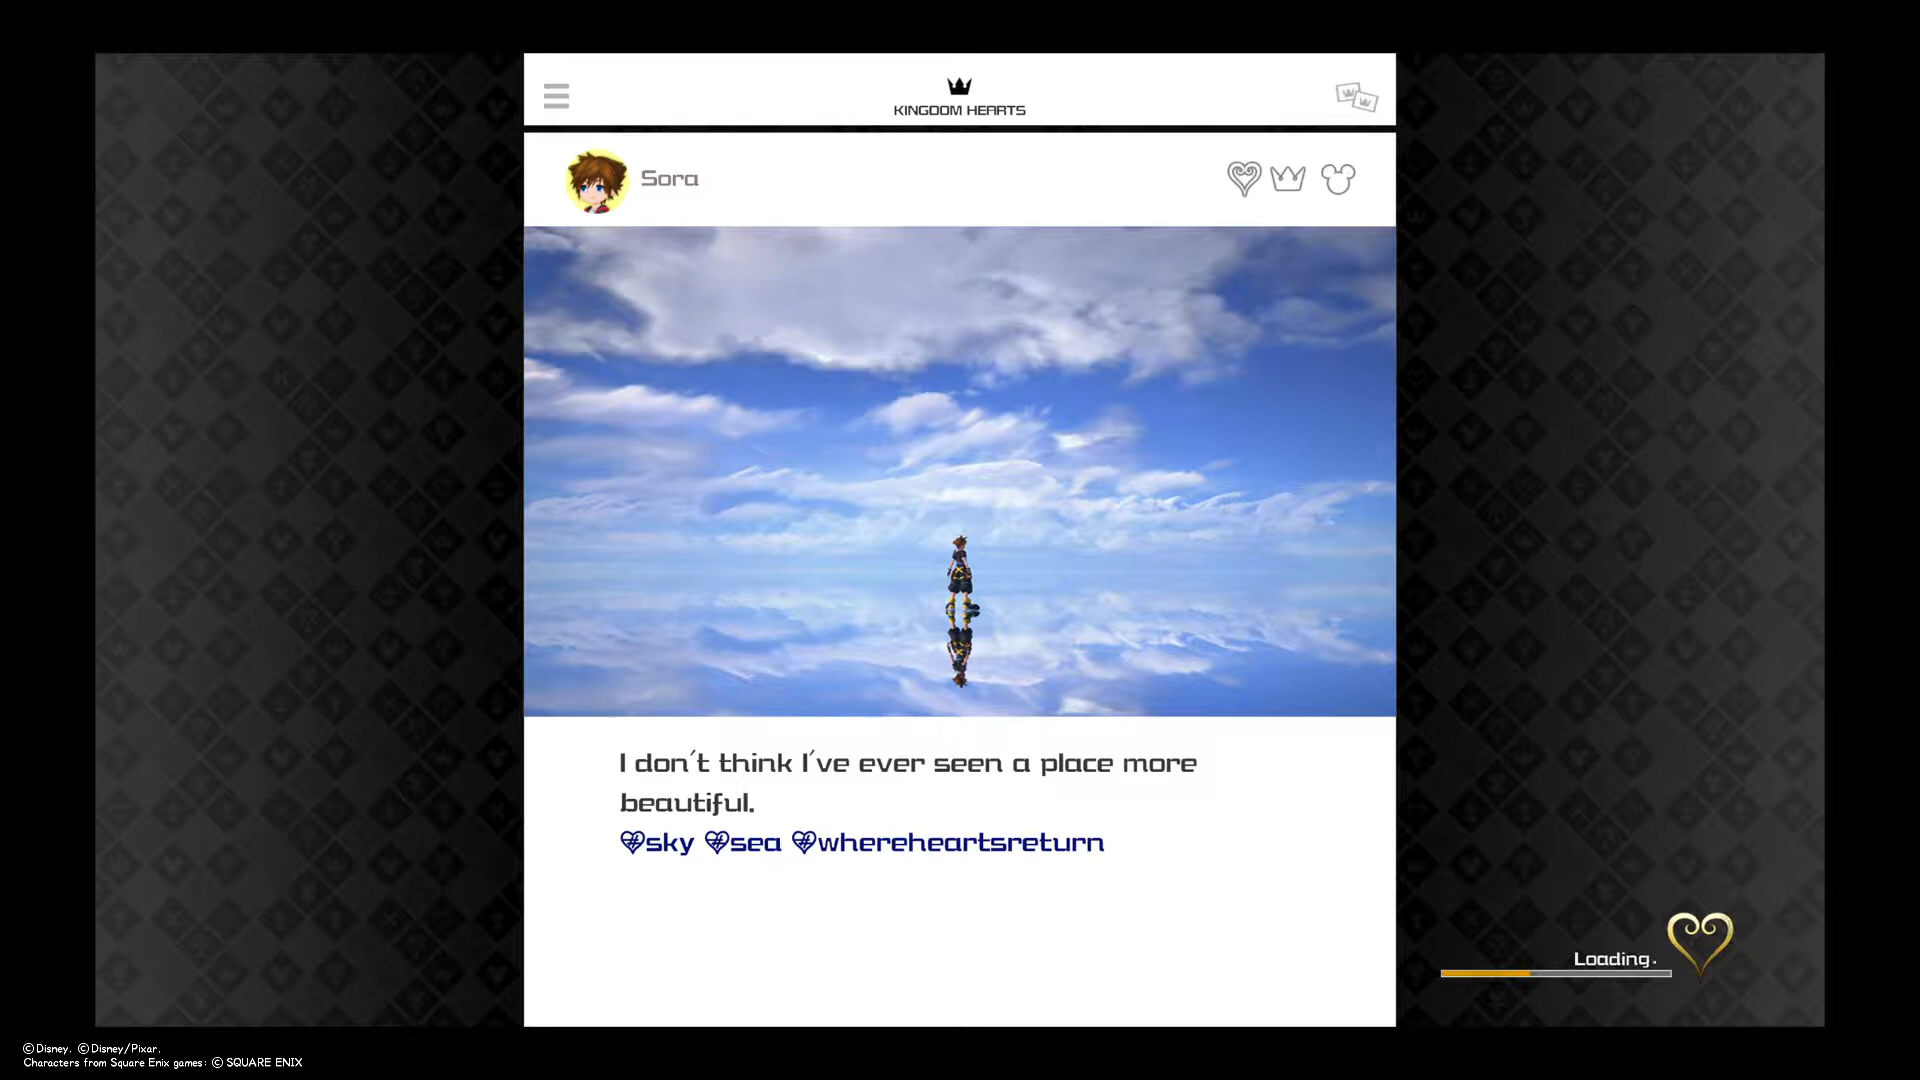 KINGDOM HEARTS
Sora
I don't think I've ever seen a place more
beautiful.
#sky #sea #whereheartsreturn
Loading.
©Disney. ©Disney/Pixar.
Characters from Square Enix games: © SQUARE ENIX